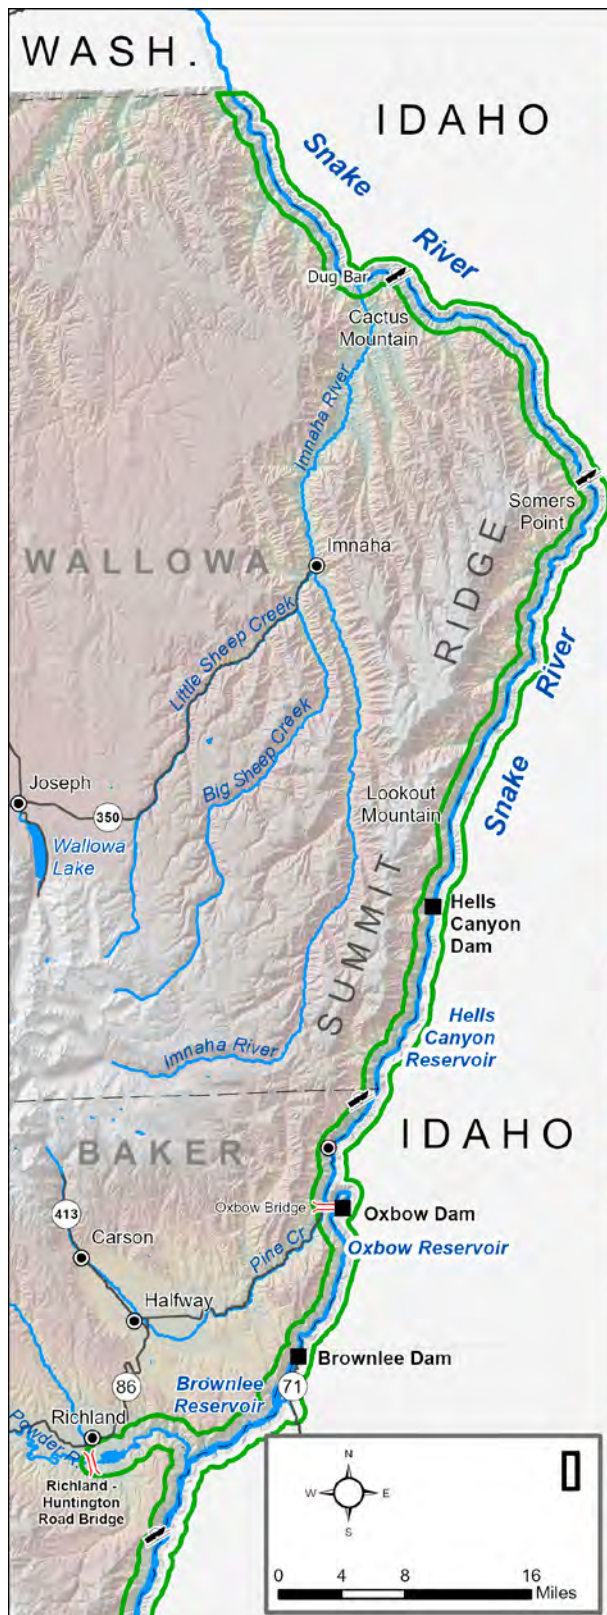 WASH.
IDAHO
Snake
River
Dug Bar
Cactus
Mountain
Imnaha River
Somers
Point
Imnaha
WALLOWA
RIDGE
Little Sheep Creek
River
Big Sheep Creek
Joseph
350
Lookout
Mountain
Snake
Wallowa
Lake
SUMMIT
Hells
Canyon
Dam
Hells
Canyon
Reservoir
Imnaha River
BAKER
IDAHO
Oxbow Bridge
413
Oxbow Dam
Carson
Pine Cr.
Oxbow Reservoir
Halfway
Brownlee Dam
86
Brownlee
Reservoir
71
Richland
Powder R.
Richland -
Huntington
Road Bridge
N
W E
S
0 4 8 16
Miles